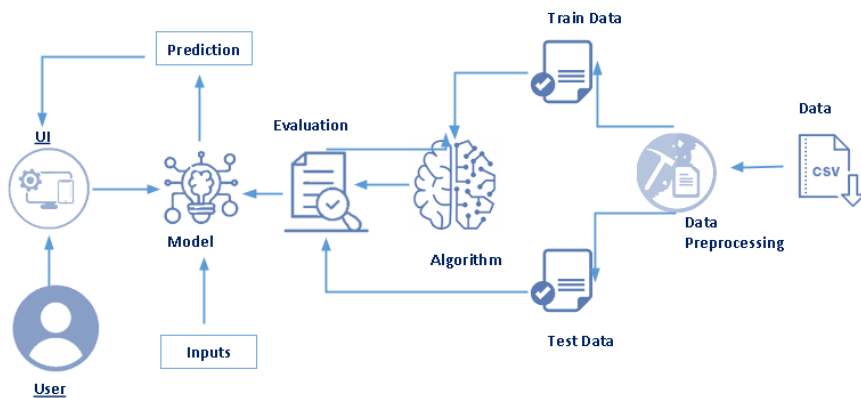 Train Data
Prediction
Data
Evaluation
UI
CSV
Model
Data
Preprocessing
Algorithm
Test Data
Inputs
User